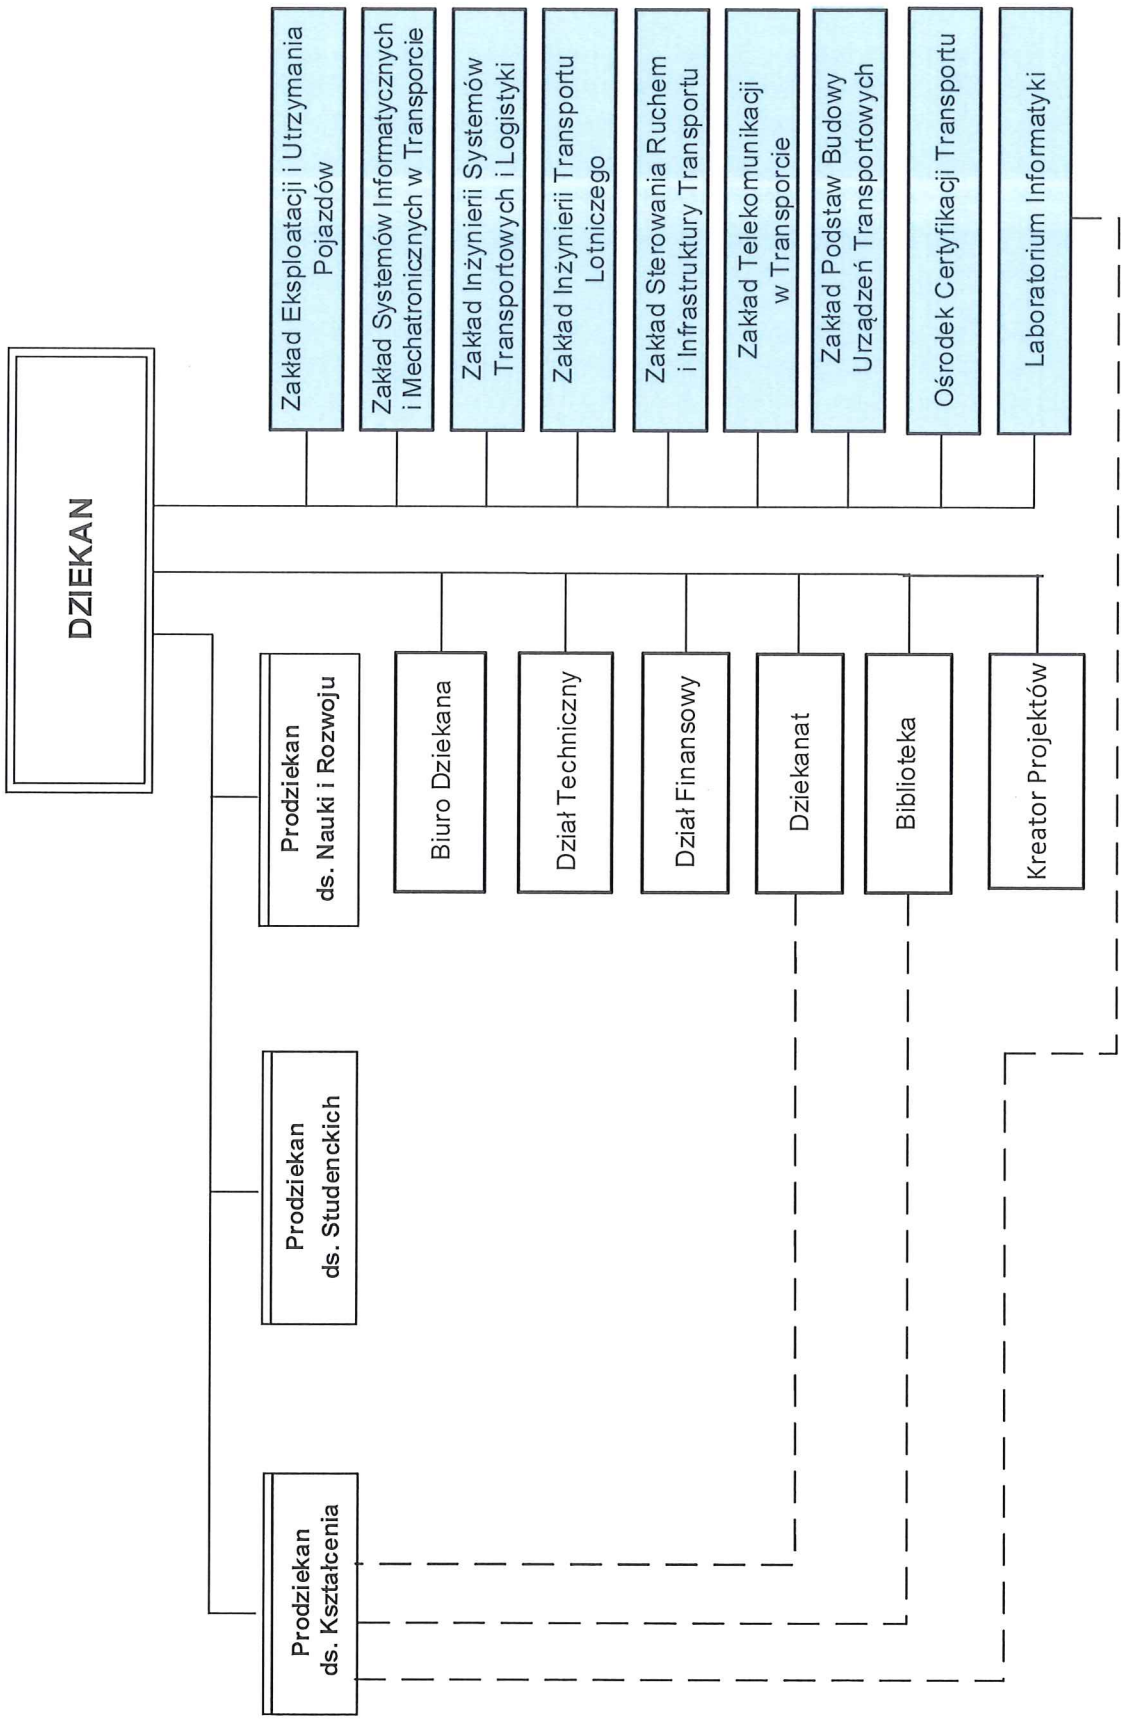 DZIEKAN
Prodziekan
ds. Kształcenia
Prodziekan
ds. Studenckich
Prodziekan
ds. Nauki i Rozwoju
Biuro Dziekana
Dział Techniczny
Dział Finansowy
Dziekanat
Biblioteka
Kreator Projektów
Zakład Eksploatacji i Utrzymania
Pojazdów
Zakład Systemów Informatycznych
i Mechatronicznych w Transporcie
Zakład Inżynierii Systemów
Transportowych i Logistyki
Zakład Inżynierii Transportu
Lotniczego
Zakład Sterowania Ruchem
i Infrastruktury Transportu
Zakład Telekomunikacji
w Transporcie
Zakład Podstaw Budowy
Urządzeń Transportowych
Ośrodek Certyfikacji Transportu
Laboratorium Informatyki